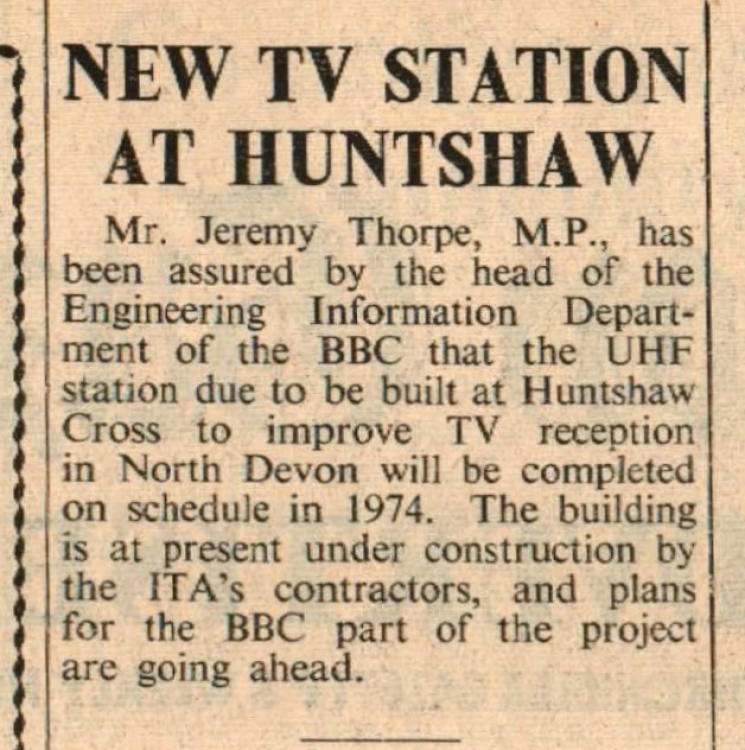 NEW TV STATION
AT HUNTSHAW
Mr. Jeremy Thorpe, M.P., has
been assured by the head of the
Engineering Information Depart-
ment of the BBC that the UHF
station due to be built at Huntshaw
Cross to improve TV reception
in North Devon will be completed
on schedule in 1974. The building
is at present under construction by
the ITA's contractors, and plans
for the BBC part of the project
are going ahead.